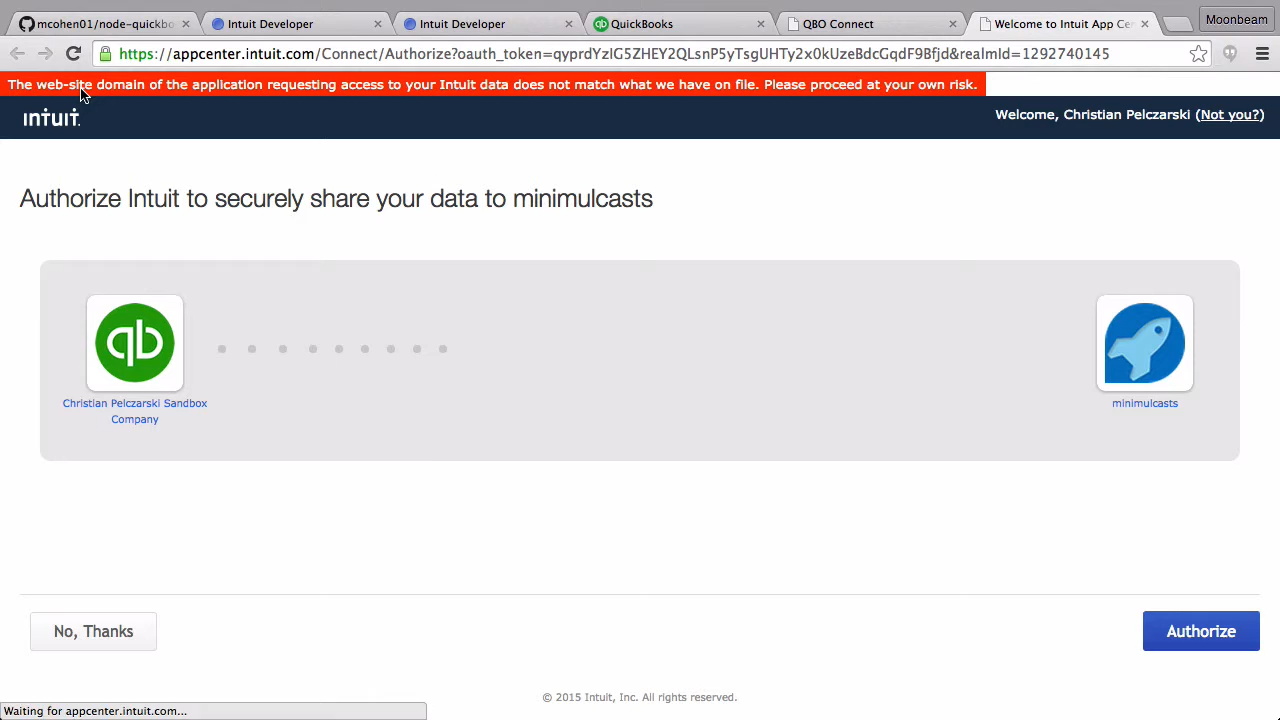 mcohen01/node-quickbo
Intuit Developer
Intuit Developer
QuickBooks
QBO Connect
Welcome to Intuit App Ce
Moonbeam
https://appcenter.intuit.com/Connect/Authorize?oauth_token=qyprdYzIG5ZHEY2QLsnP5yTsgUHTy2x0kUzeBdcGqdF9Bfjd&realmId=1292740145
The web-site domain of the application requesting access to your Intuit data does not match what we have on file. Please proceed at your own risk.
intuit.
Welcome, Christian Pelczarski (Not you?)
Authorize Intuit to securely share your data to minimulcasts
qb
Christian Pelczarski Sandbox
Company
minimulcasts
No, Thanks
Authorize
© 2015 Intuit, Inc. All rights reserved.
Waiting for appcenter.intuit.com...